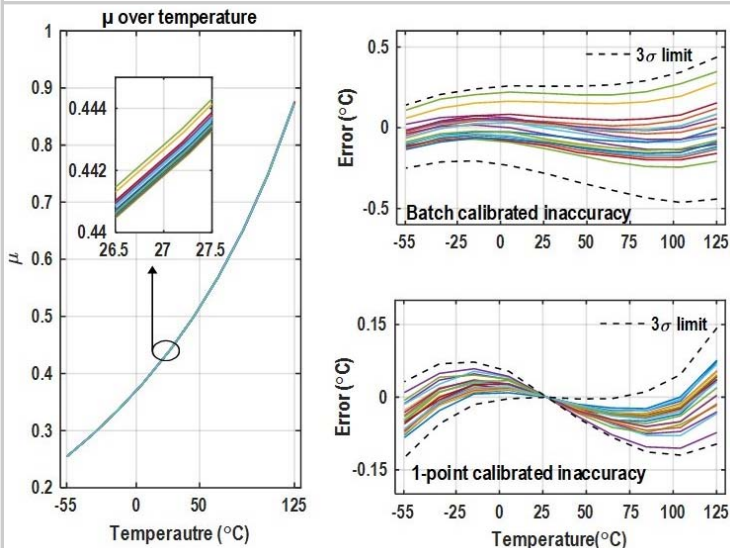 μ over temperature
1
0.9
0.8
0.7
0.6
0.5
0.4
0.3
0.2
μ
0.444
0.442
0.44
26.5 27 27.5
-55 0 50 125
Temperautre (°C)
0.5
0
-0.5
Error (°C)
3σ limit
Batch calibrated inaccuracy
-55 -25 0 25 50 75 100 125
0.15
0
-0.15
Error (°C)
3σ limit
1-point calibrated inaccuracy
-55 -25 0 25 50 75 100 125
Temperature(°C)